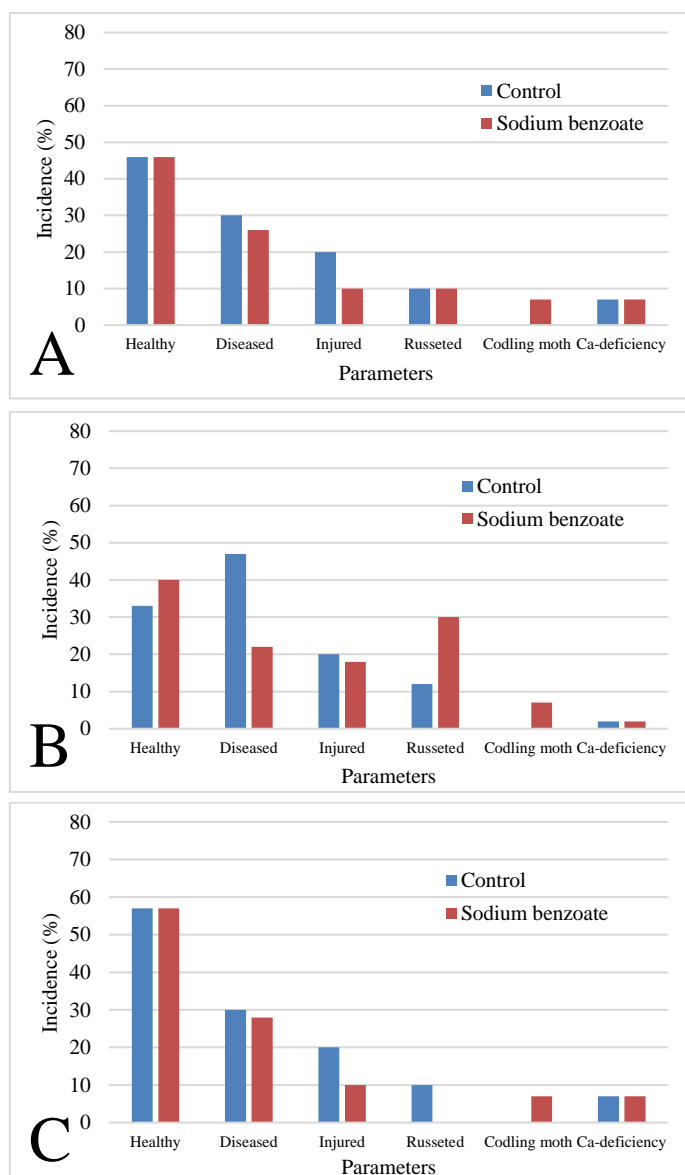 80
70
60
50
40
30
20
10
0
Incidence (%)
Control
Sodium benzoate
Healthy Diseased Injured Russeted Codling moth Ca-deficiency
Parameters
A
80
70
60
50
40
30
20
10
0
Incidence (%)
Control
Sodium benzoate
Healthy Diseased Injured Russeted Codling moth Ca-deficiency
Parameters
B
80
70
60
50
40
30
20
10
0
Incidence (%)
Control
Sodium benzoate
Healthy Diseased Injured Russeted Codling moth Ca-deficiency
Parameters
C